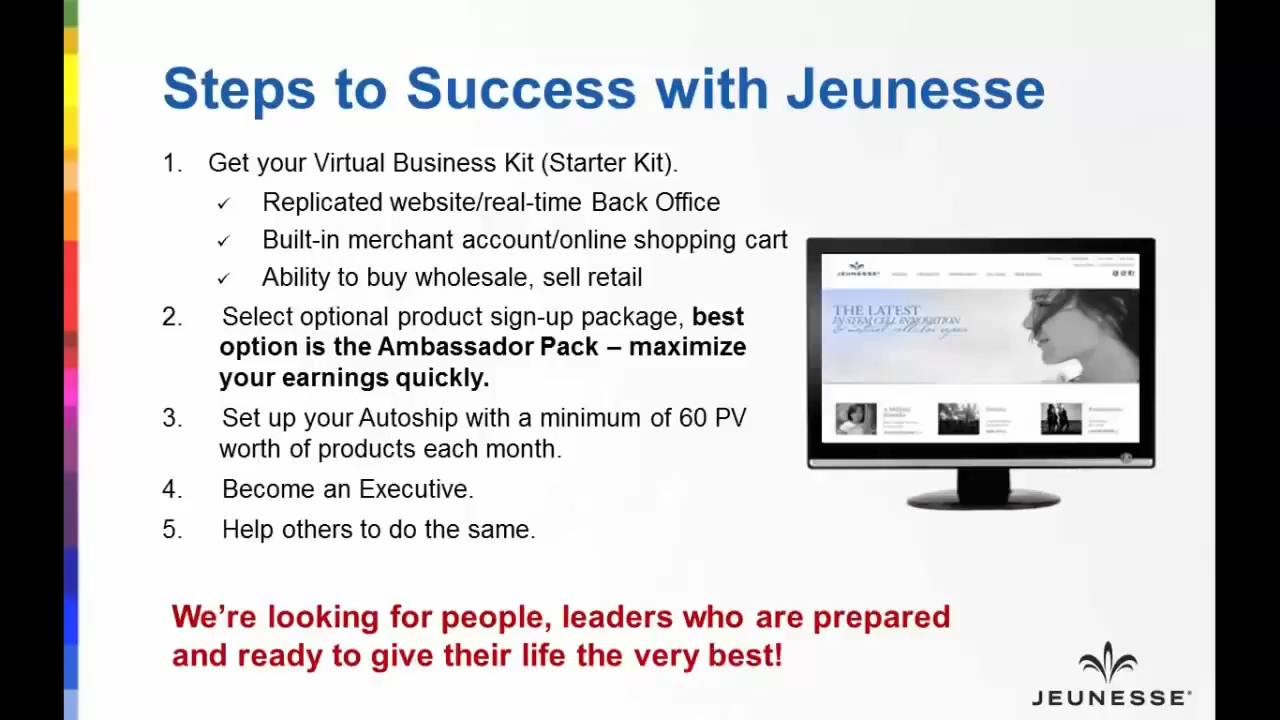 Steps to Success with Jeunesse
1. Get your Virtual Business Kit (Starter Kit).
✓ Replicated website/real-time Back Office
✓ Built-in merchant account/online shopping cart
✓ Ability to buy wholesale, sell retail
2. Select optional product sign-up package, best
option is the Ambassador Pack – maximize
your earnings quickly.
3. Set up your Autoship with a minimum of 60 PV
worth of products each month.
4. Become an Executive.
5. Help others to do the same.
JEUNESSE
THE LATEST
IN STEM CELL INNOVATION
We're looking for people, leaders who are prepared
and ready to give their life the very best!
JEUNESSE®